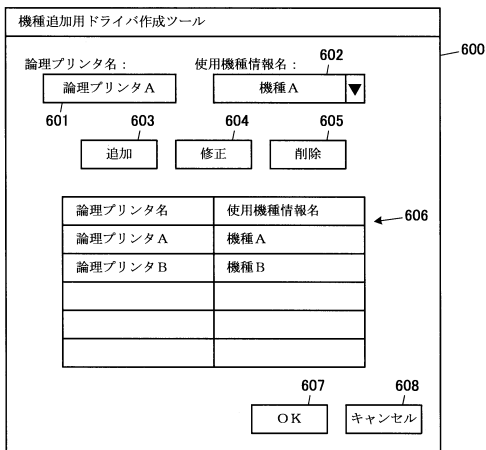 機種追加用ドライバ作成ツール
600
論理プリンタ名： 使用機種情報名：
602
論理プリンタA 機種A ▼
601 603 604 605
追加 修正 削除
論理プリンタ名 使用機種情報名
606
論理プリンタA 機種A
論理プリンタB 機種B
607 608
OK キャンセル